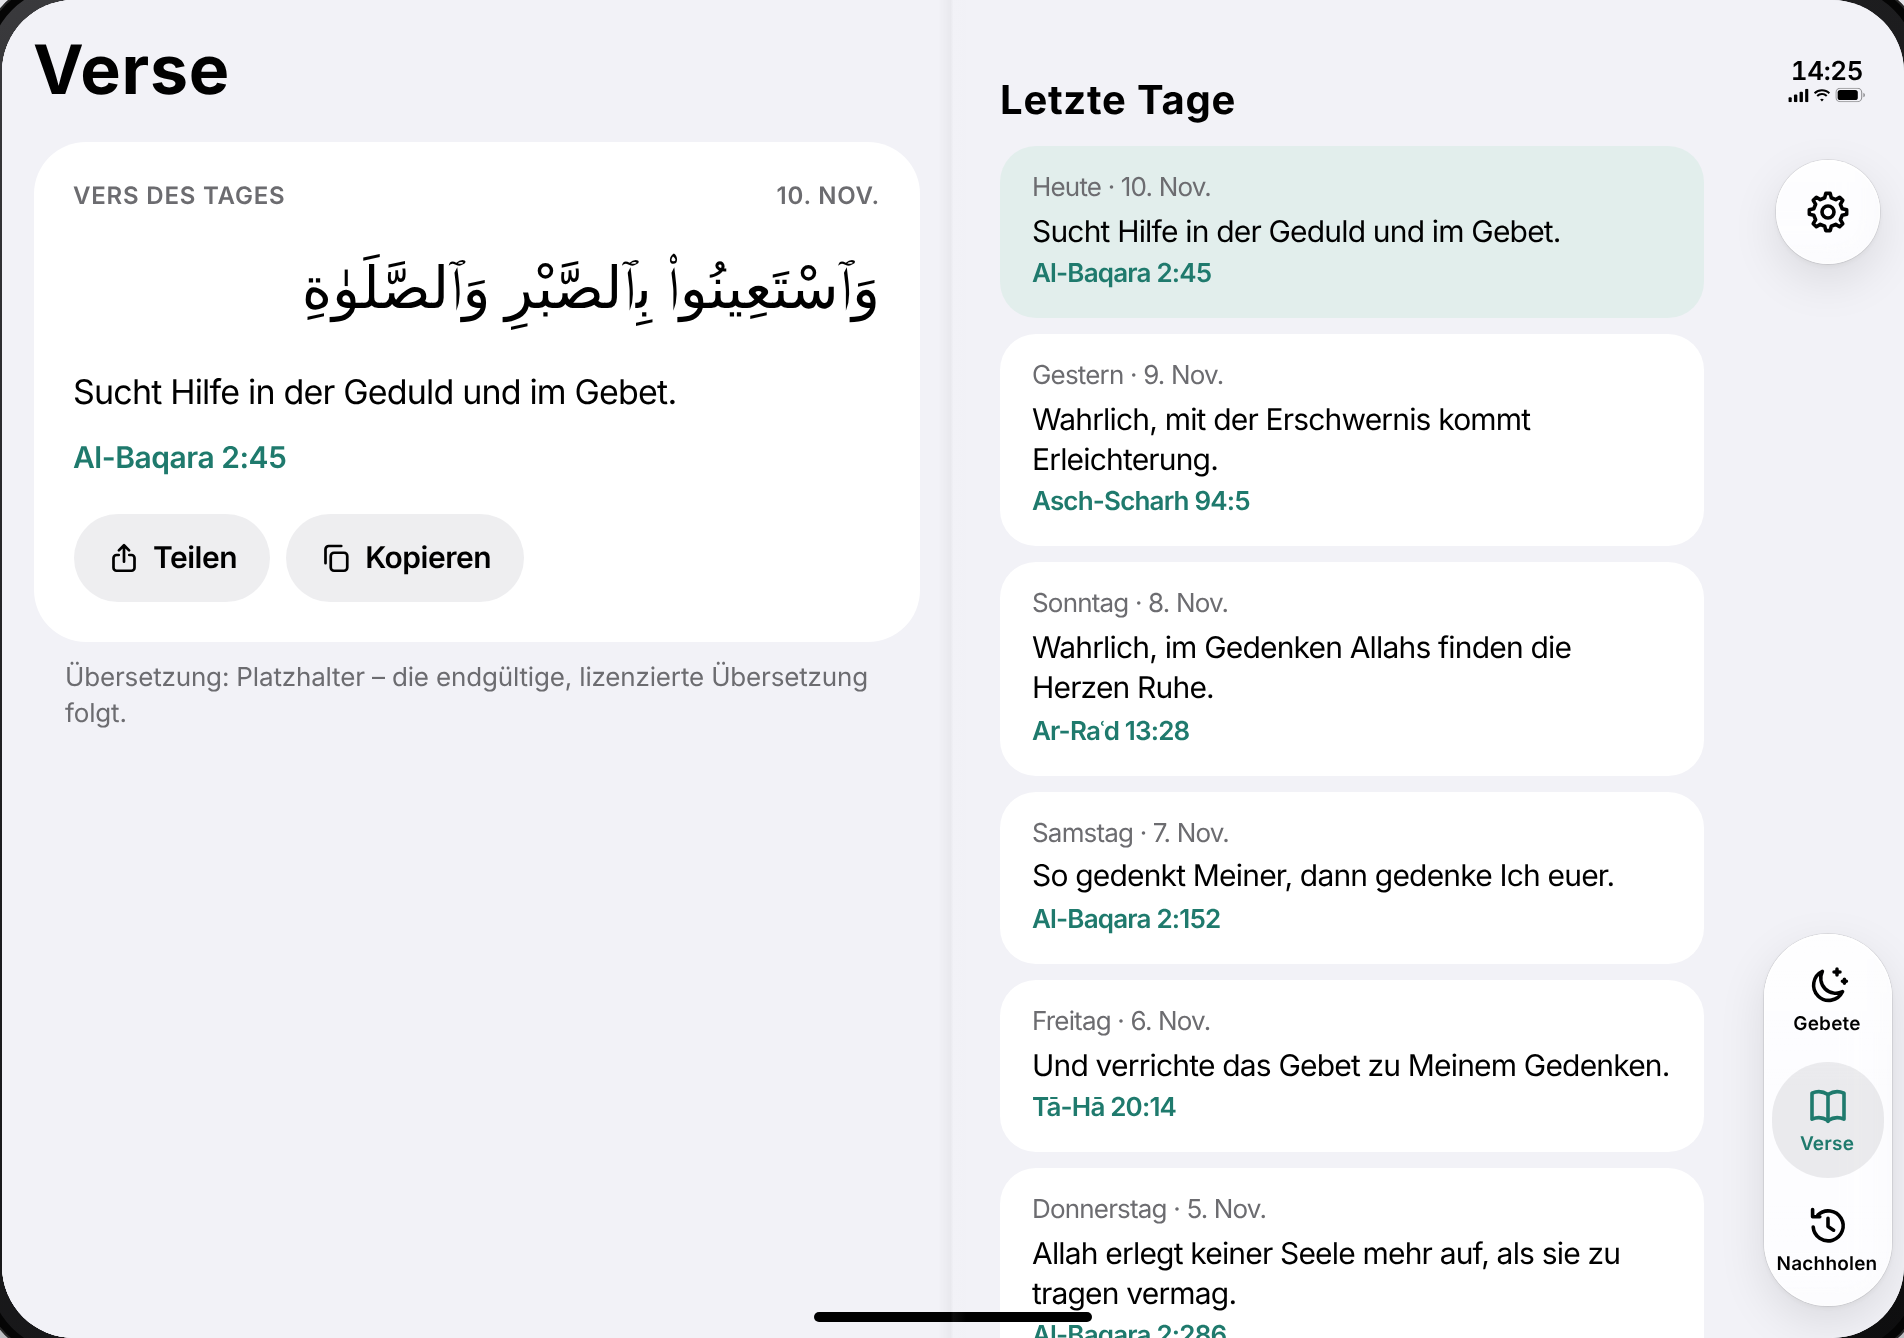 Verse
VERS DES TAGES
10. NOV.
وَٱسْتَعِينُوا۟ بِٱلصَّبْرِ وَٱلصَّلَوٰةِ
Sucht Hilfe in der Geduld und im Gebet.
Al-Baqara 2:45
Teilen
Kopieren
Übersetzung: Platzhalter – die endgültige, lizenzierte Übersetzung
folgt.
Letzte Tage
Heute · 10. Nov.
Sucht Hilfe in der Geduld und im Gebet.
Al-Baqara 2:45
Gestern · 9. Nov.
Wahrlich, mit der Erschwernis kommt
Erleichterung.
Asch-Scharh 94:5
Sonntag · 8. Nov.
Wahrlich, im Gedenken Allahs finden die
Herzen Ruhe.
Ar-Raʿd 13:28
Samstag · 7. Nov.
So gedenkt Meiner, dann gedenke Ich euer.
Al-Baqara 2:152
Freitag · 6. Nov.
Und verrichte das Gebet zu Meinem Gedenken.
Tā-Hā 20:14
Donnerstag · 5. Nov.
Allah erlegt keiner Seele mehr auf, als sie zu
tragen vermag.
Al-Baqara 2:286
14:25
Gebete
Verse
Nachholen